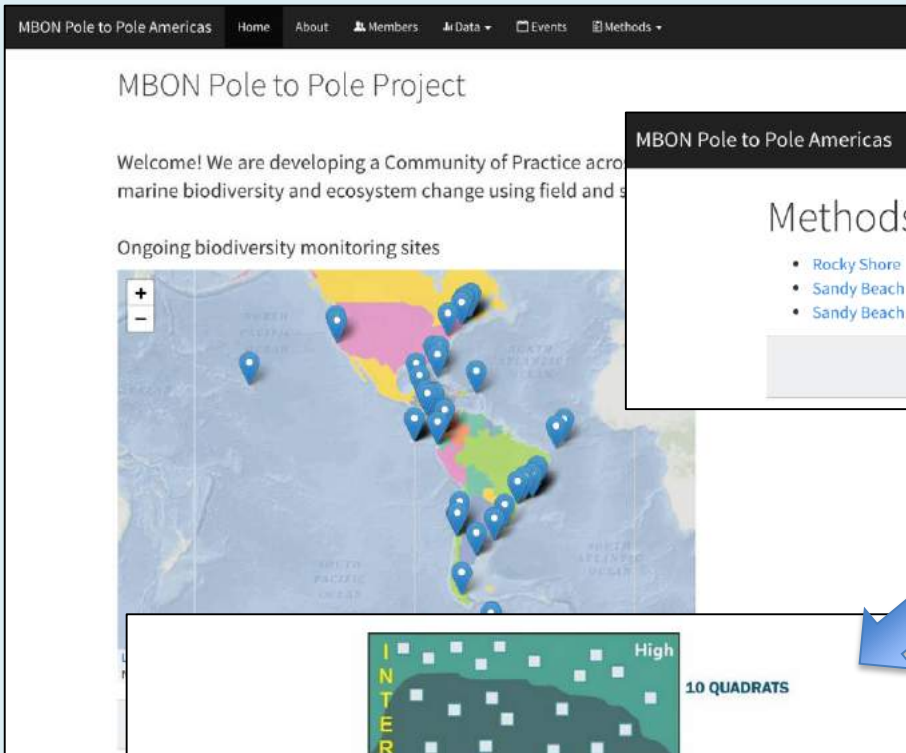 MBON Pole to Pole Americas Home About Members Data Events Methods
MBON Pole to Pole Project
Welcome! We are developing a Community of Practice acro
marine biodiversity and ecosystem change using field and s
Ongoing biodiversity monitoring sites
+
−
NORTH
PACIFIC
OCEAN
NORTH
ATLANTIC
OCEAN
SOUTH
PACIFIC
OCEAN
SOUTH
ATLANTIC
OCEAN
MBON Pole to Pole Americas
Methods
Rocky Shore
Sandy Beach
Sandy Beach
INTER
High
10 QUADRATS